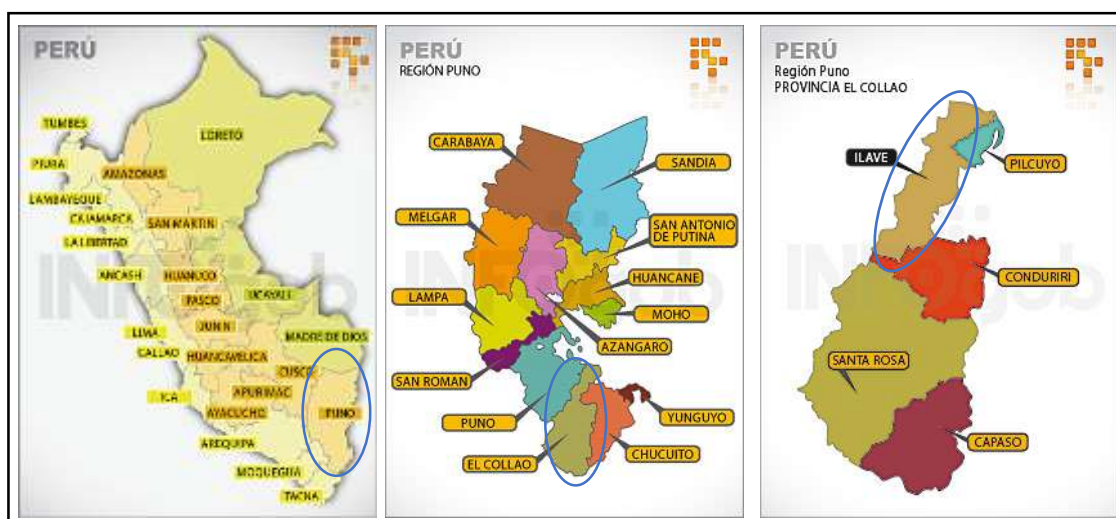 PERÚ
TUMBES
LORETO
PIURA
AMAZONAS
LAMBAYEQUE
CAJAMARCA
SAN MARTIN
LA LIBERTAD
ANCASH
HUANUCO
UCAYALI
PASCO
LIMA
JUNIN
MADRE DE DIOS
CALLAO
HUANCAVELICA
CUSCO
ICA
APURIMAC
PUNO
AYACUCHO
AREQUIPA
MOQUEGUA
TACNA
INFOgob
PERÚ
REGIÓN PUNO
CARABAYA
SANDIA
MELGAR
SAN ANTONIO
DE PUTINA
HUANCANE
LAMPA
MOHO
AZANGARO
SAN ROMAN
PUNO
YUNGUYO
EL COLLAO
CHUCUITO
PERÚ
Región Puno
PROVINCIA EL COLLAO
ILAVE
PILCUYO
CONDURIRI
SANTA ROSA
CAPASO